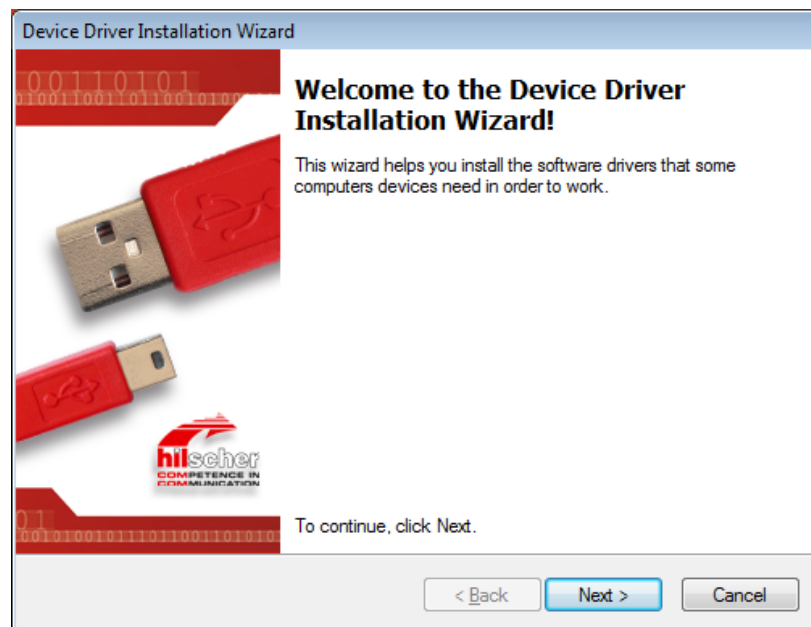 Device Driver Installation Wizard
00110101
Welcome to the Device Driver
Installation Wizard!
This wizard helps you install the software drivers that some
computers devices need in order to work.
hilscher
COMPETENCE IN
COMMUNICATION
01
To continue, click Next.
< Back
Next >
Cancel